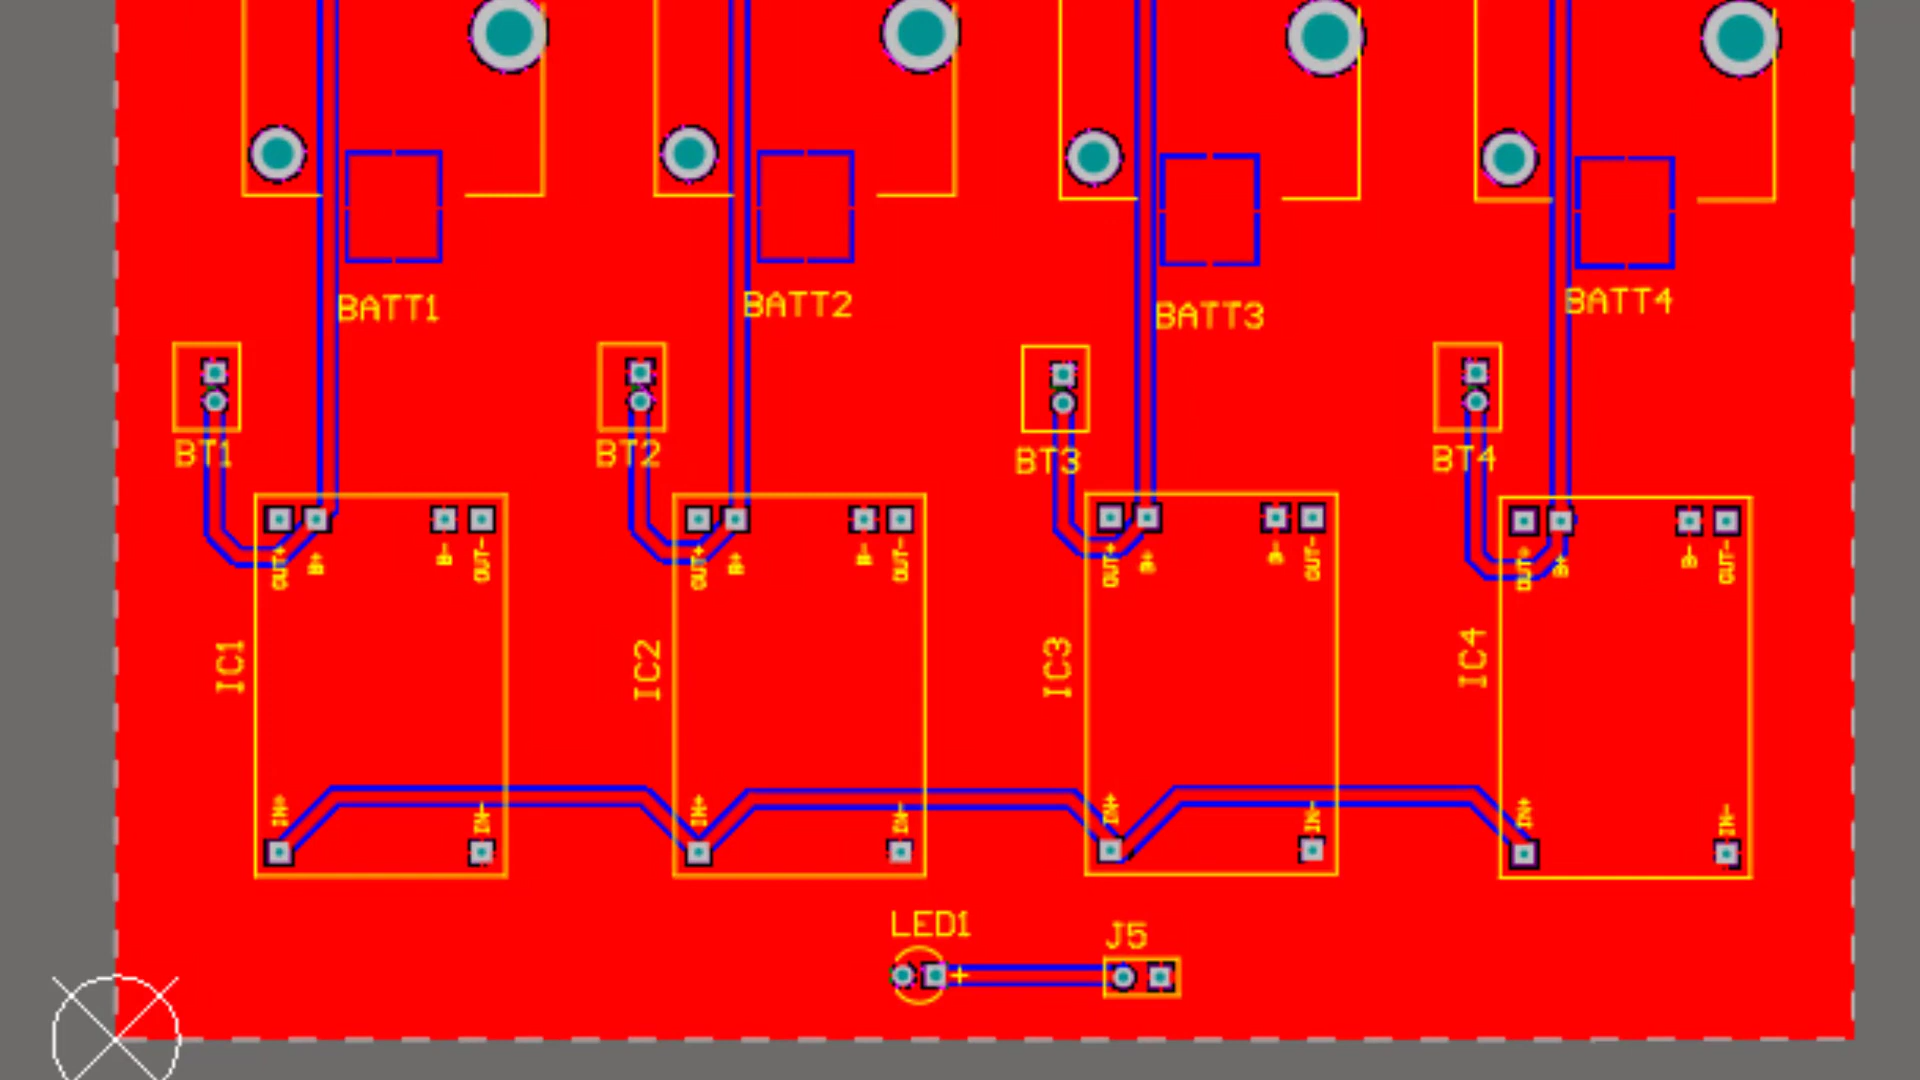 BATT1 BATT2 BATT3 BATT4
BT1 BT2 BT3 BT4
OUT+ B+ B- OUT- OUT+ B+ B- OUT- OUT+ B+ B- OUT- OUT+ B+ B- OUT-
IC1 IC2 IC3 IC4
IN+ IN- IN+ IN- IN+ IN- IN+ IN-
LED1 J5
+